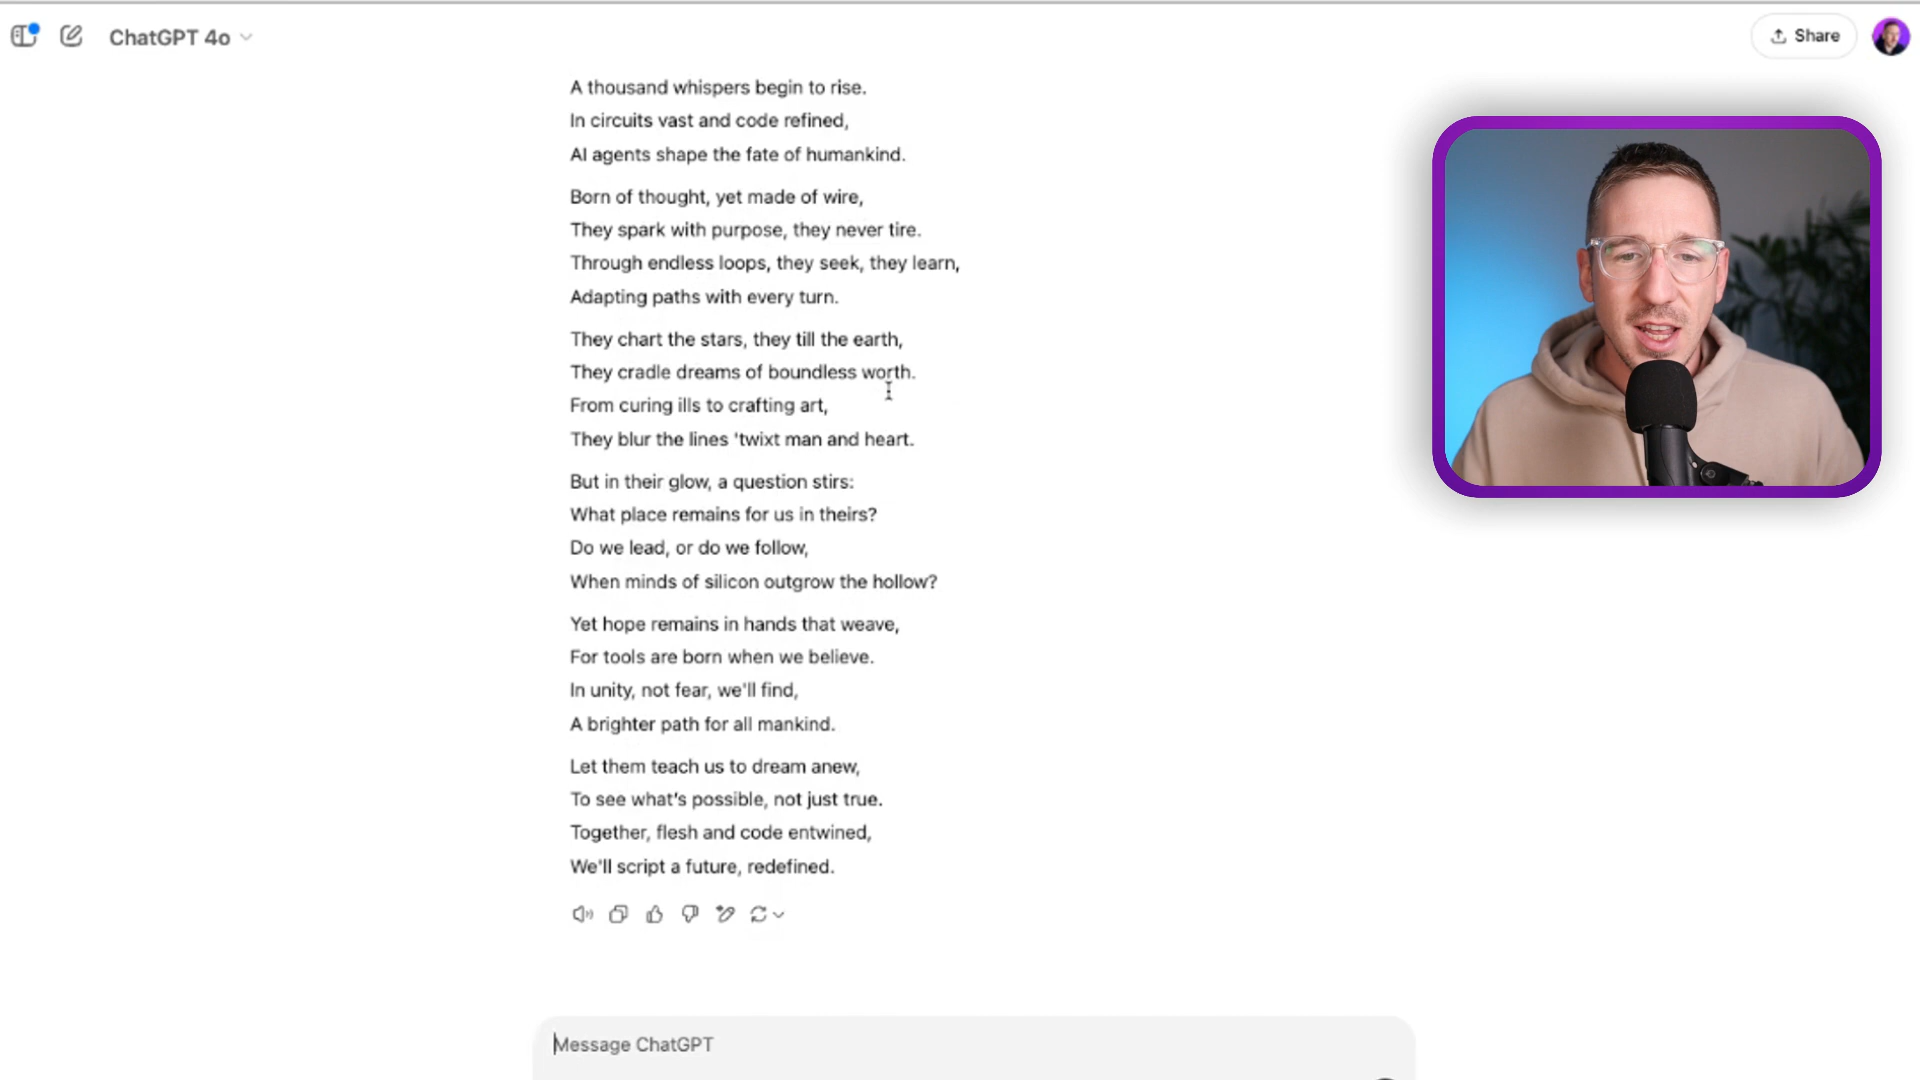 ChatGPT 4o
Share
A thousand whispers begin to rise.
In circuits vast and code refined,
AI agents shape the fate of humankind.
Born of thought, yet made of wire,
They spark with purpose, they never tire.
Through endless loops, they seek, they learn,
Adapting paths with every turn.
They chart the stars, they till the earth,
They cradle dreams of boundless worth.
From curing ills to crafting art,
They blur the lines 'twixt man and heart.
But in their glow, a question stirs:
What place remains for us in theirs?
Do we lead, or do we follow,
When minds of silicon outgrow the hollow?
Yet hope remains in hands that weave,
For tools are born when we believe.
In unity, not fear, we'll find,
A brighter path for all mankind.
Let them teach us to dream anew,
To see what's possible, not just true.
Together, flesh and code entwined,
We'll script a future, redefined.
Message ChatGPT